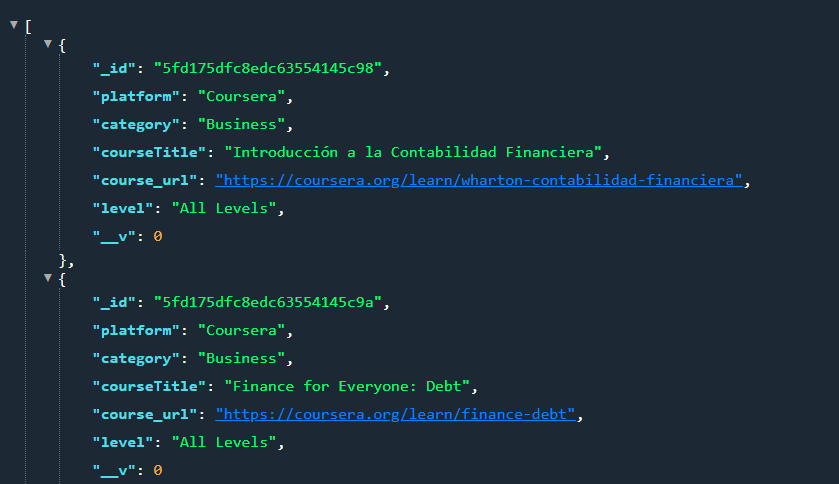 [
{
"_id": "5fd175dfc8edc63554145c98",
"platform": "Coursera",
"category": "Business",
"courseTitle": "Introducción a la Contabilidad Financiera",
"course_url": "https://coursera.org/learn/wharton-contabilidad-financiera",
"level": "All Levels",
"__v": 0
},
{
"_id": "5fd175dfc8edc63554145c9a",
"platform": "Coursera",
"category": "Business",
"courseTitle": "Finance for Everyone: Debt",
"course_url": "https://coursera.org/learn/finance-debt",
"level": "All Levels",
"__v": 0